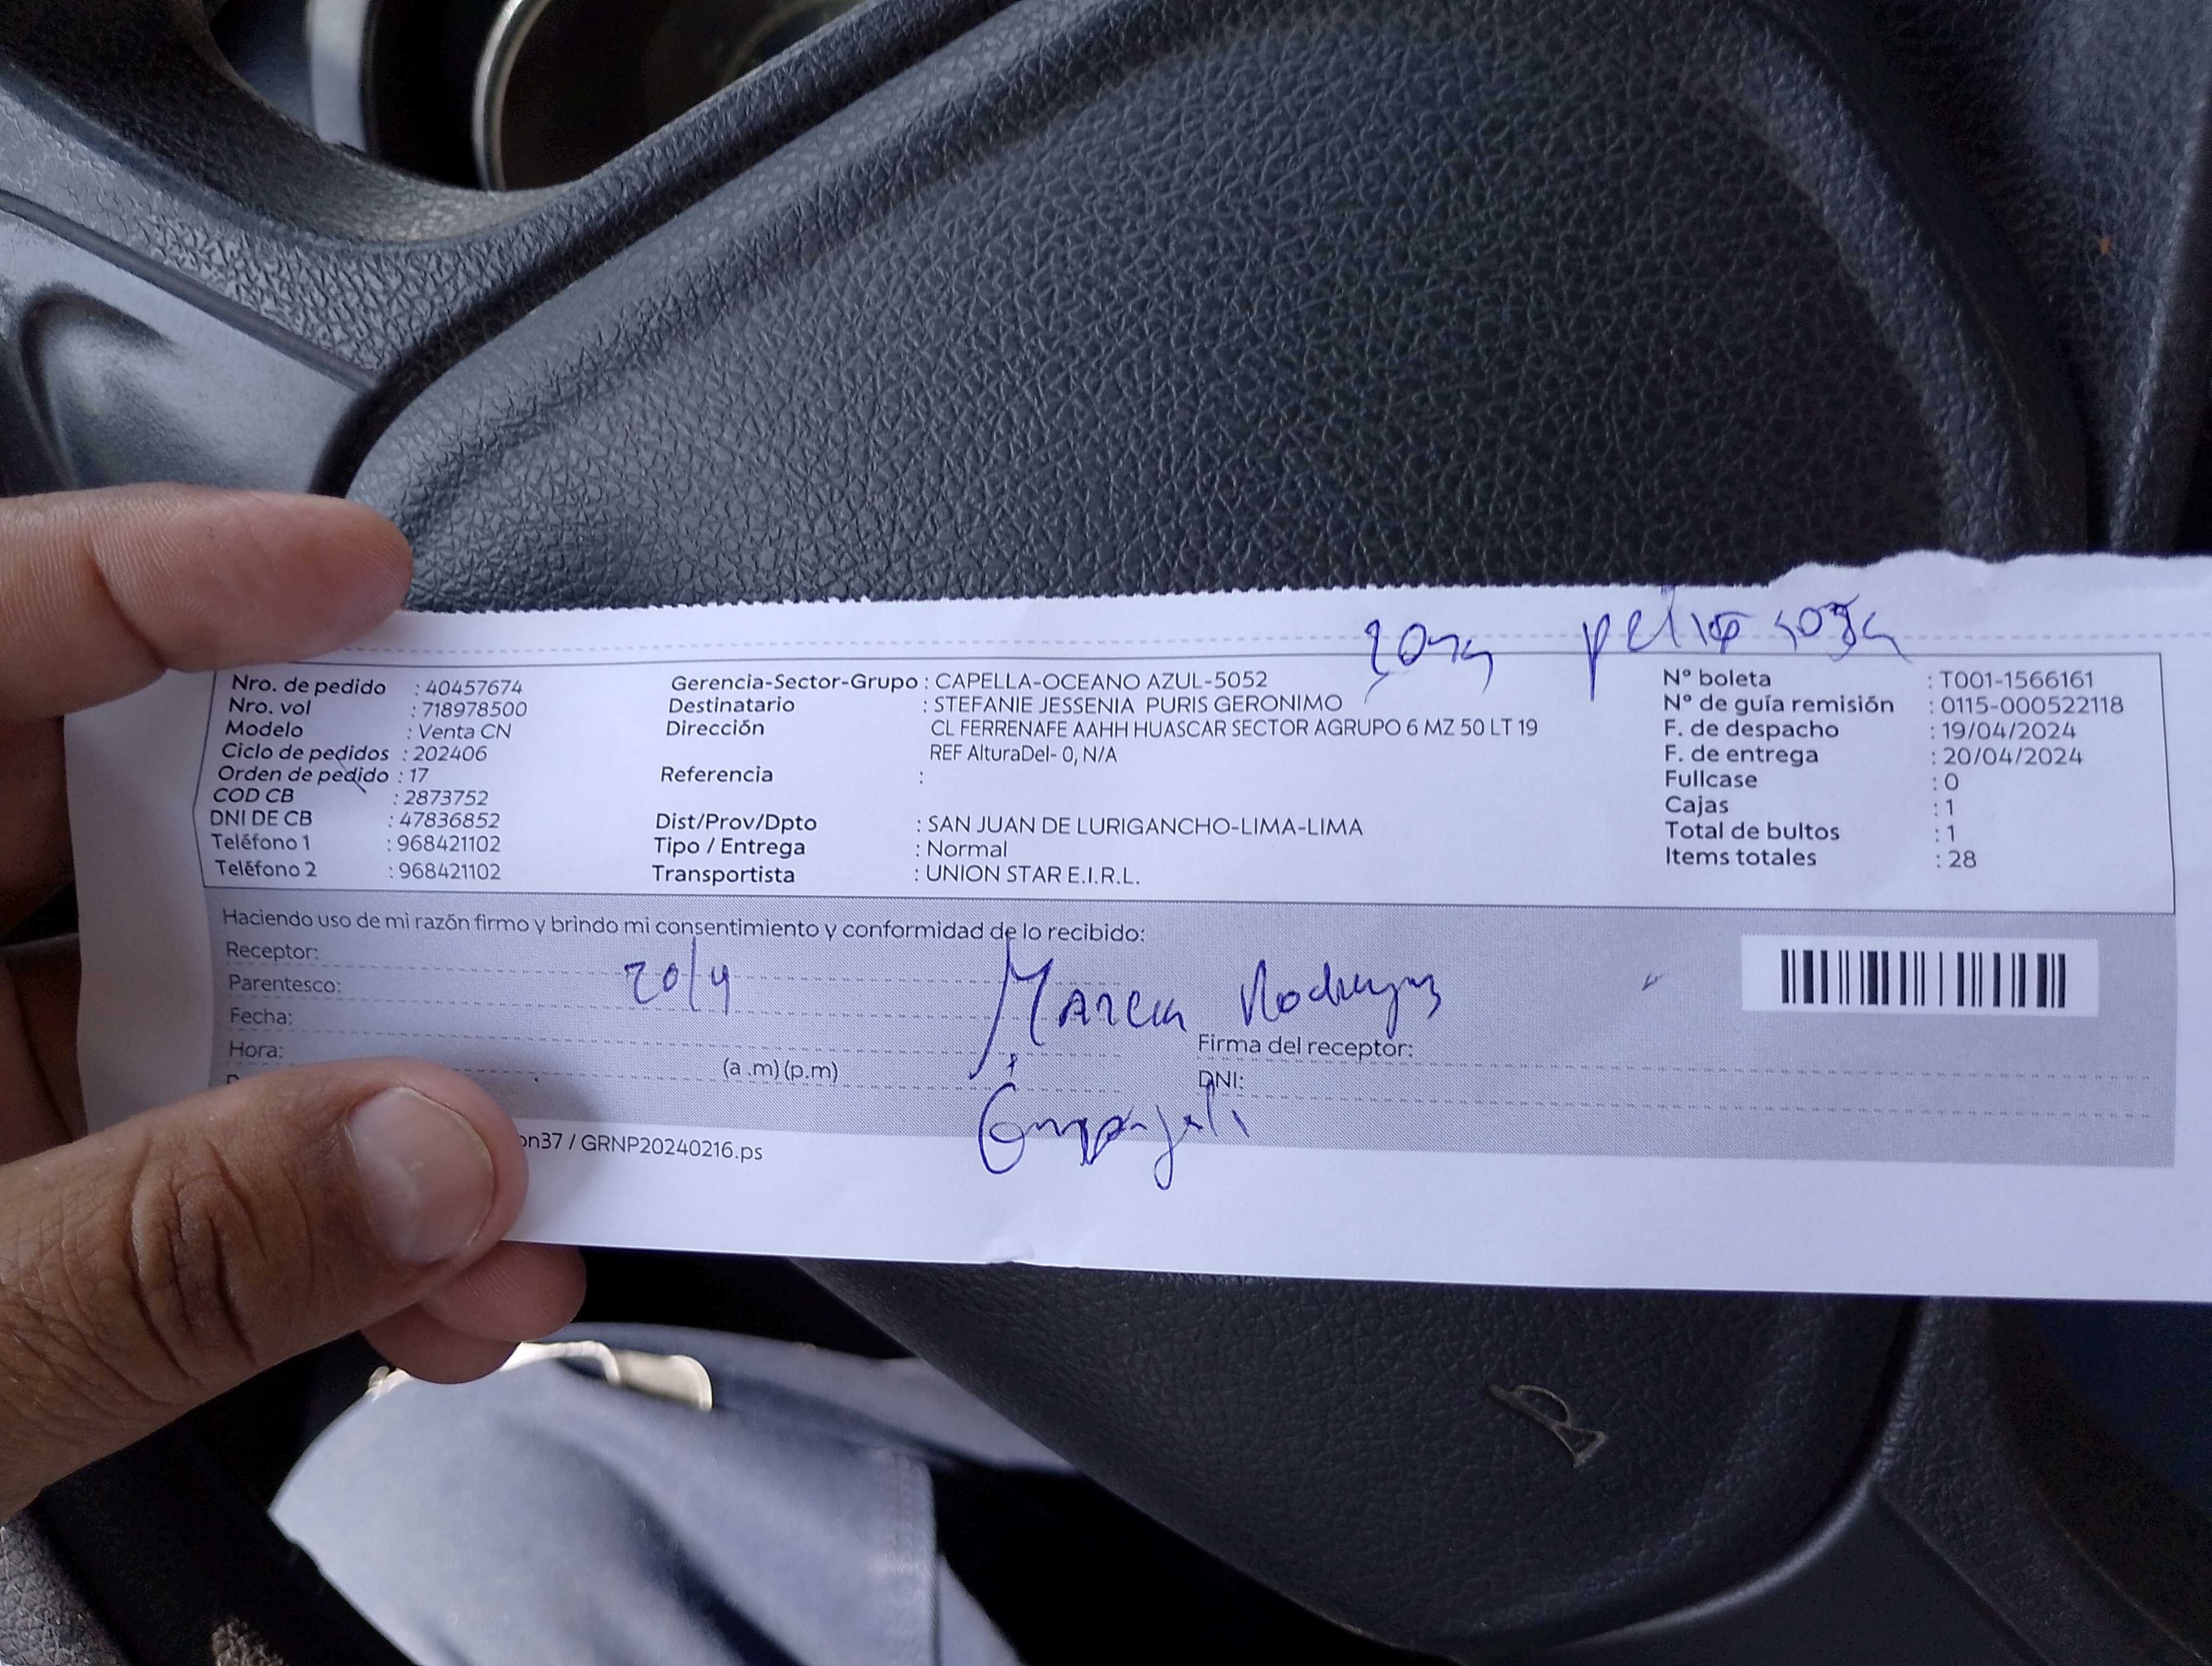 zona peligrosa
Nro. de pedido : 40457674
Nro. vol : 718978500
Modelo : Venta CN
Ciclo de pedidos : 202406
Orden de pedido : 17
COD CB : 2873752
DNI DE CB : 47836852
Teléfono 1 : 968421102
Teléfono 2 : 968421102
Gerencia-Sector-Grupo : CAPELLA-OCEANO AZUL-5052
Destinatario : STEFANIE JESSENIA PURIS GERONIMO
Dirección CL FERRENAFE AAHH HUASCAR SECTOR AGRUPO 6 MZ 50 LT 19
REF AlturaDel- 0, N/A
Referencia :
Dist/Prov/Dpto : SAN JUAN DE LURIGANCHO-LIMA-LIMA
Tipo / Entrega : Normal
Transportista : UNION STAR E.I.R.L.
N° boleta : T001-1566161
N° de guía remisión : 0115-000522118
F. de despacho : 19/04/2024
F. de entrega : 20/04/2024
Fullcase : 0
Cajas : 1
Total de bultos : 1
Items totales : 28
Haciendo uso de mi razón firmo y brindo mi consentimiento y conformidad de lo recibido:
Receptor:
Parentesco: 20/4
Fecha:
Hora: (a .m) (p.m)
Firma del receptor:
DNI:
on37 / GRNP20240216.ps